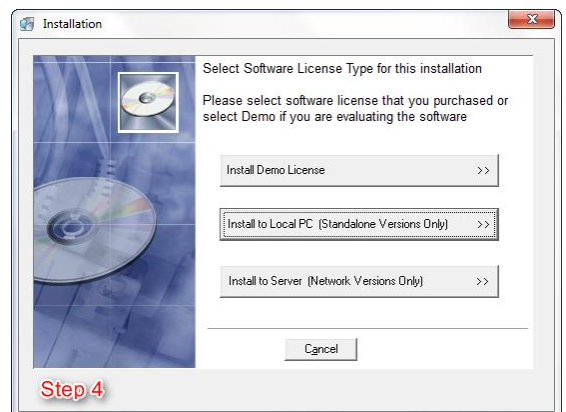 Installation
Select Software License Type for this installation
Please select software license that you purchased or
select Demo if you are evaluating the software
Install Demo License >>
Install to Local PC (Standalone Versions Only) >>
Install to Server (Network Versions Only) >>
Cancel
Step 4